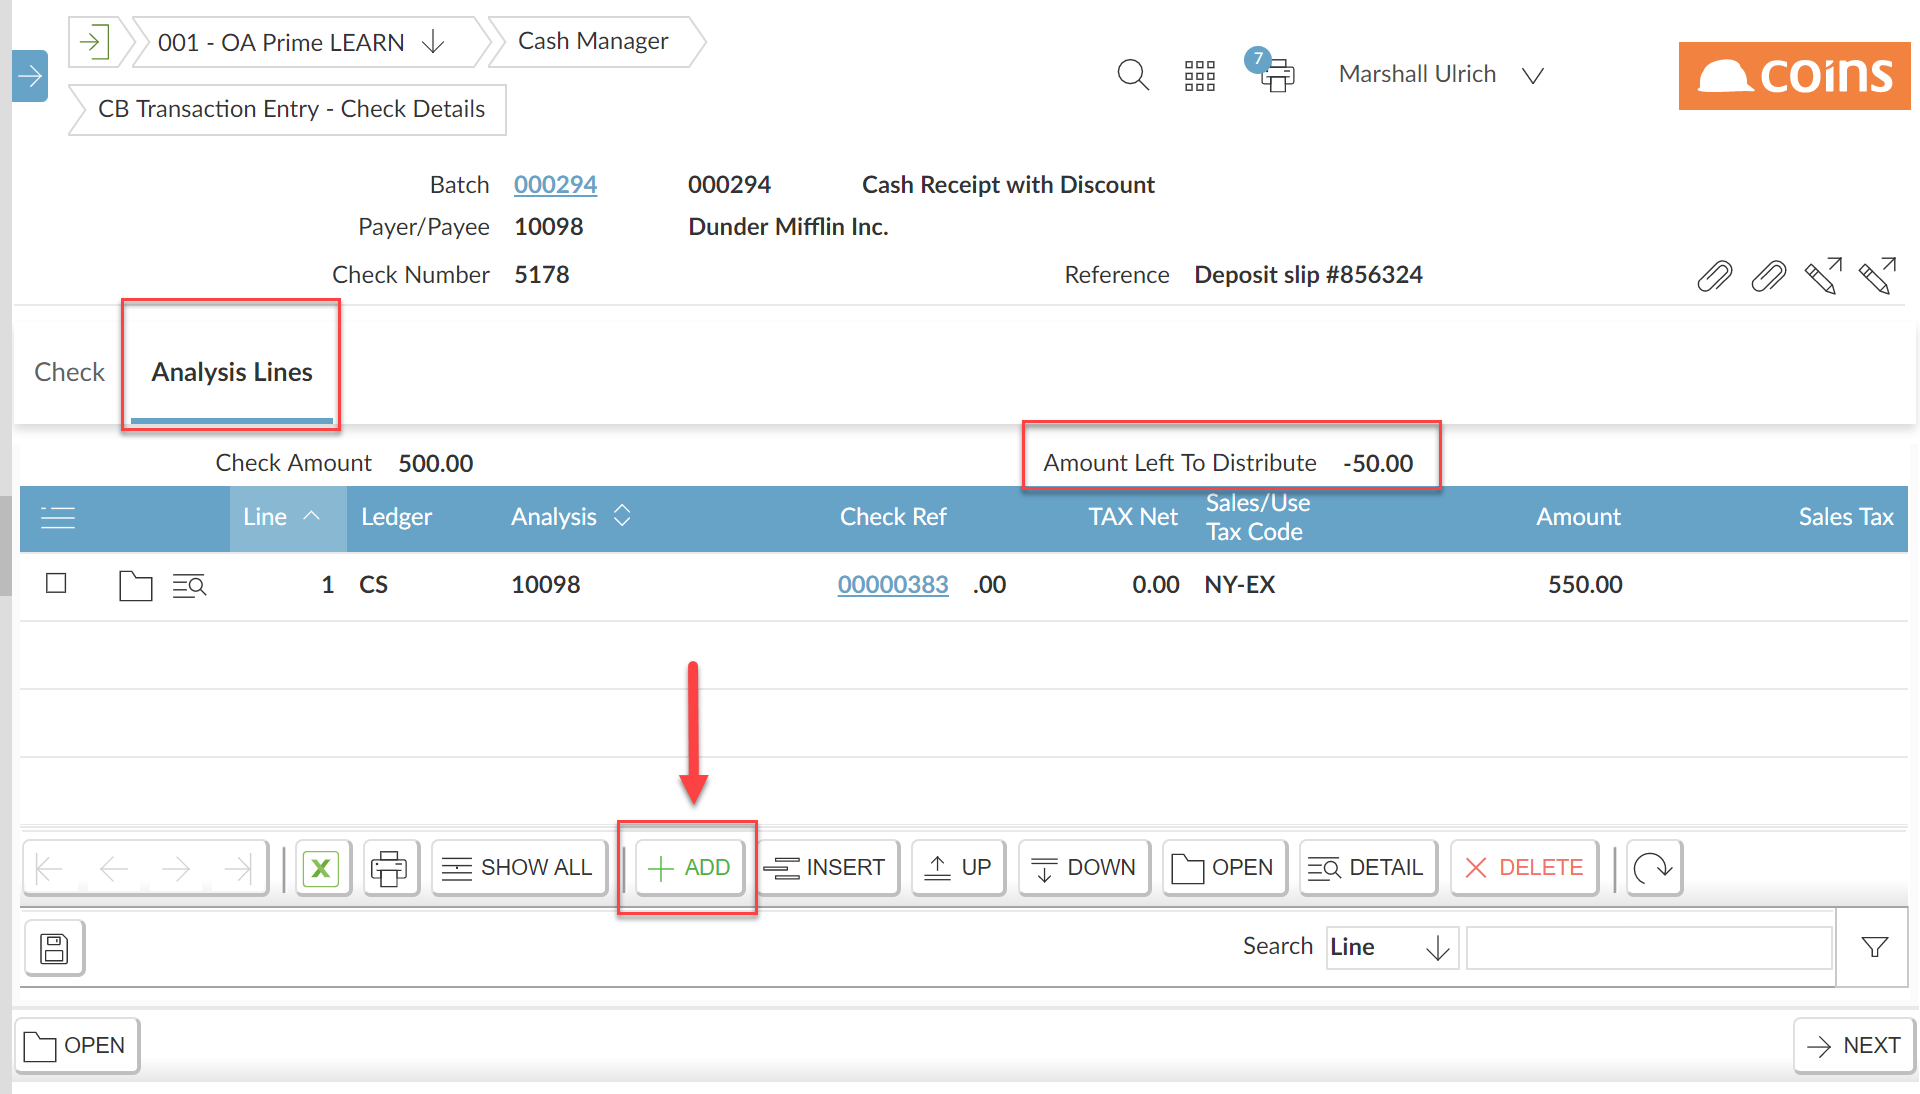 001 - OA Prime LEARN
Cash Manager
7
Marshall Ulrich
coins
CB Transaction Entry - Check Details
Batch 000294 000294 Cash Receipt with Discount
Payer/Payee 10098 Dunder Mifflin Inc.
Check Number 5178 Reference Deposit slip #856324
Check Analysis Lines
Check Amount 500.00 Amount Left To Distribute -50.00
Line Ledger Analysis Check Ref TAX Net Sales/Use Tax Code Amount Sales Tax
1 CS 10098 00000383 .00 0.00 NY-EX 550.00
X SHOW ALL ADD INSERT UP DOWN OPEN DETAIL DELETE
Search Line
OPEN NEXT